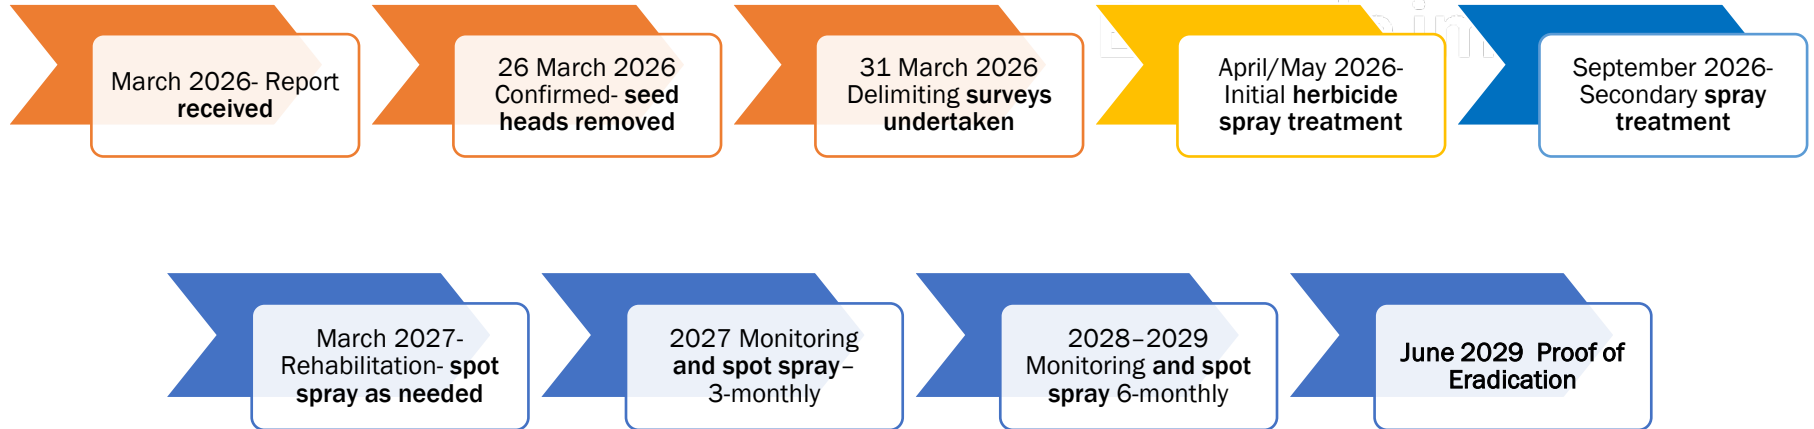 March 2026- Report
received
26 March 2026
Confirmed- seed
heads removed
31 March 2026
Delimiting surveys
undertaken
April/May 2026-
Initial herbicide
spray treatment
September 2026-
Secondary spray
treatment
March 2027-
Rehabilitation- spot
spray as needed
2027 Monitoring
and spot spray–
3-monthly
2028–2029
Monitoring and spot
spray 6-monthly
June 2029  Proof of
Eradication